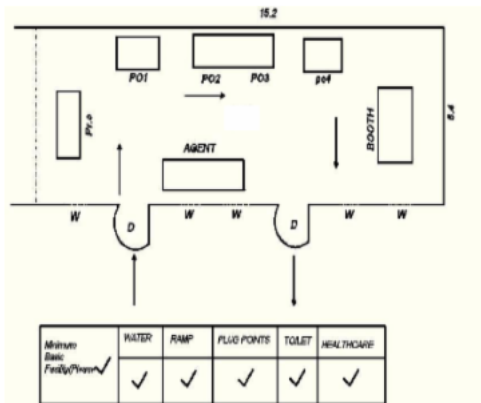 15.2
PO1
PO2
PO3
po4
Pr.o
AGENT
BOOTH
6.4
W
D
W
W
D
W
W
Minimum
Basic
WATER
RAMP
PLUG POINTS
TOILET
HEALTHCARE